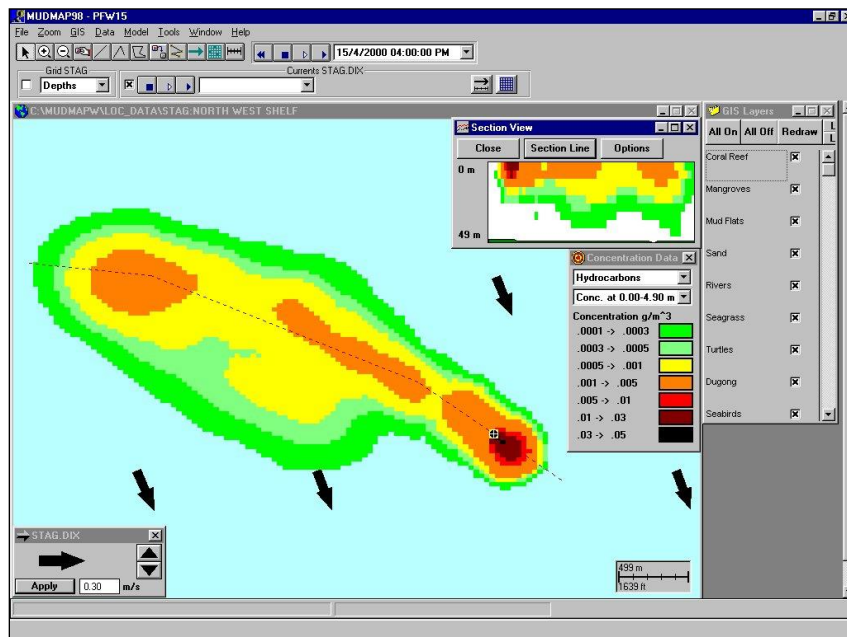 MUDMAP98 - PFW15
File Zoom GIS Data Model Tools Window Help
15/4/2000 04:00:00 PM
Grid STAG
Currents STAG.DIX
Depths
C:\MUDMAPW\LOC_DATA\STAG:NORTH WEST SHELF
GIS Layers
Section View
Close Section Line Options
All On All Off Redraw L
L
0 m
49 m
Coral Reef
Mangroves
Mud Flats
Sand
Rivers
Seagrass
Turtles
Dugong
Seabirds
Concentration Data
Hydrocarbons
Conc. at 0.00-4.90 m
Concentration g/m^3
.0001 -> .0003
.0003 -> .0005
.0005 -> .001
.001 -> .005
.005 -> .01
.01 -> .03
.03 -> .05
STAG.DIX
Apply 0.30 m/s
499 m
1639 ft